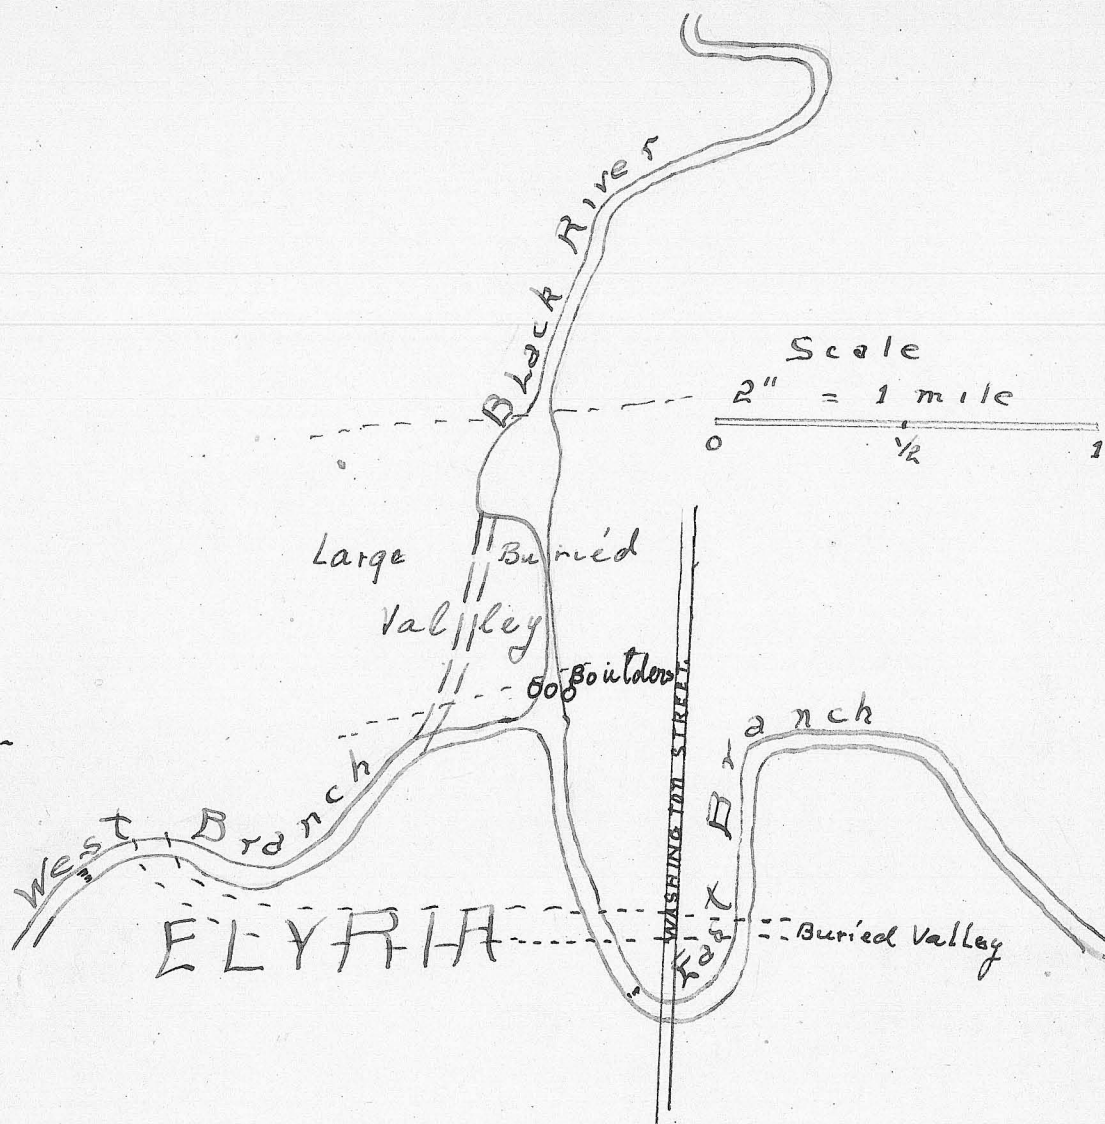 Black River
Scale
2" = 1 mile
0 1/2 1
Large Buried
Valley
Boulders
WASHINGTON STREET.
West Branch
East Branch
ELYRIA
Buried Valley